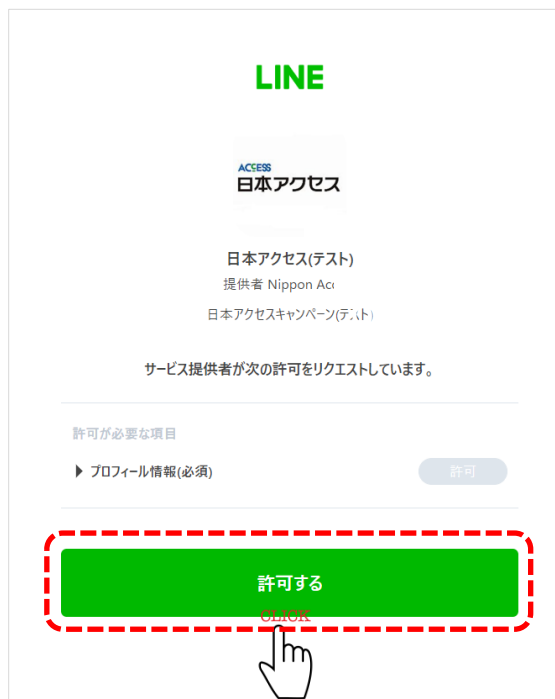 LINE
ACCESS
日本アクセス
日本アクセス(テスト)
提供者 Nippon
日本アクセスキャンペーン(テスト)
サービス提供者が次の許可をリクエストしています。
許可が必要な項目
▶ プロフィール情報(必須)
許可
許可する
CLICK